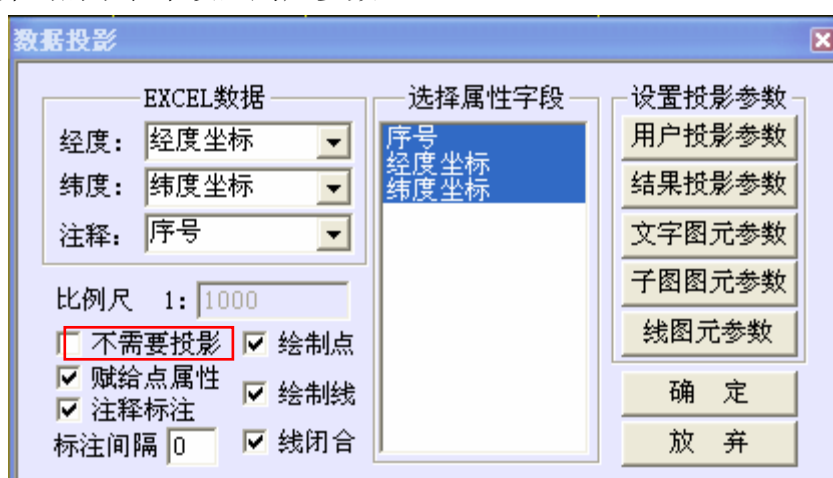 数据投影
EXCEL数据
经度： 经度坐标
纬度： 纬度坐标
注释： 序号
比例尺 1: 1000
不需要投影
绘制点
赋给点属性
绘制线
注释标注
标注间隔 0
线闭合
选择属性字段
序号
经度坐标
纬度坐标
设置投影参数
用户投影参数
结果投影参数
文字图元参数
子图图元参数
线图元参数
确 定
放 弃